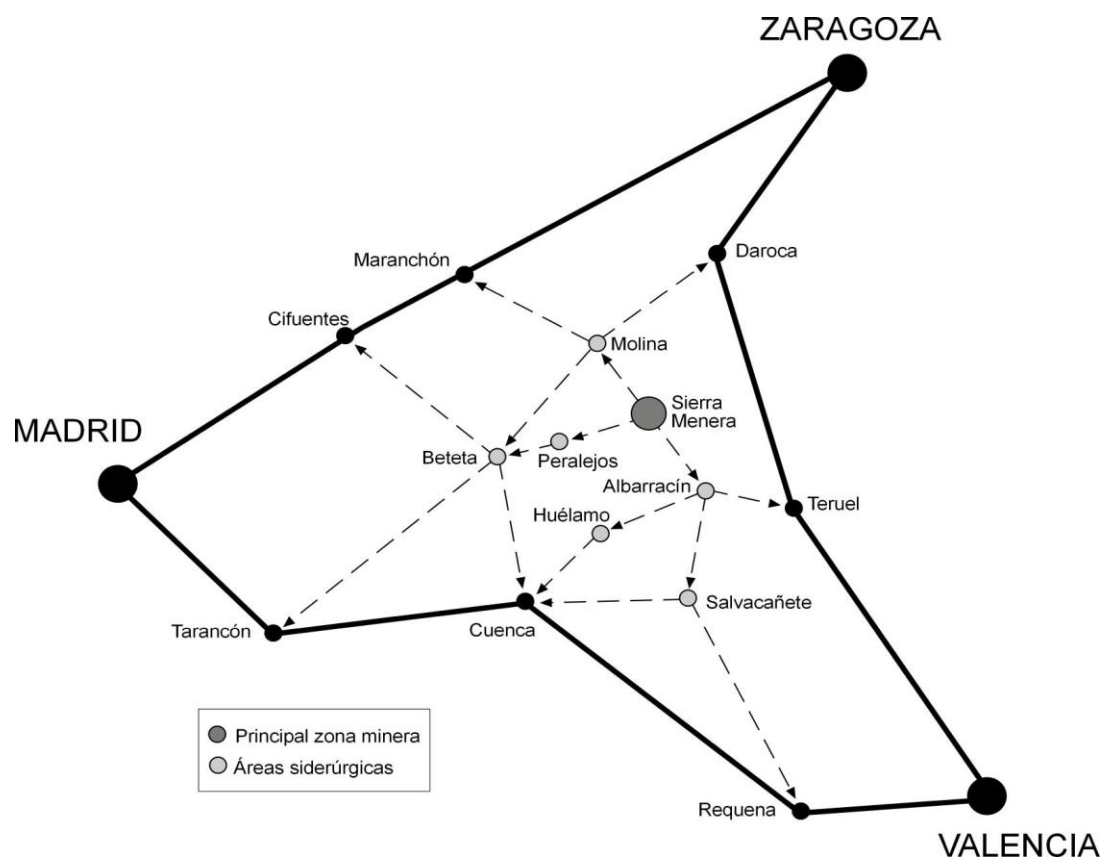 ZARAGOZA
Daroca
Maranchón
Cifuentes
Molina
Sierra
Menera
MADRID
Beteta
Peralejos
Albarracín
Teruel
Huélamo
Salvacañete
Tarancón
Cuenca
Principal zona minera
Áreas siderúrgicas
Requena
VALENCIA